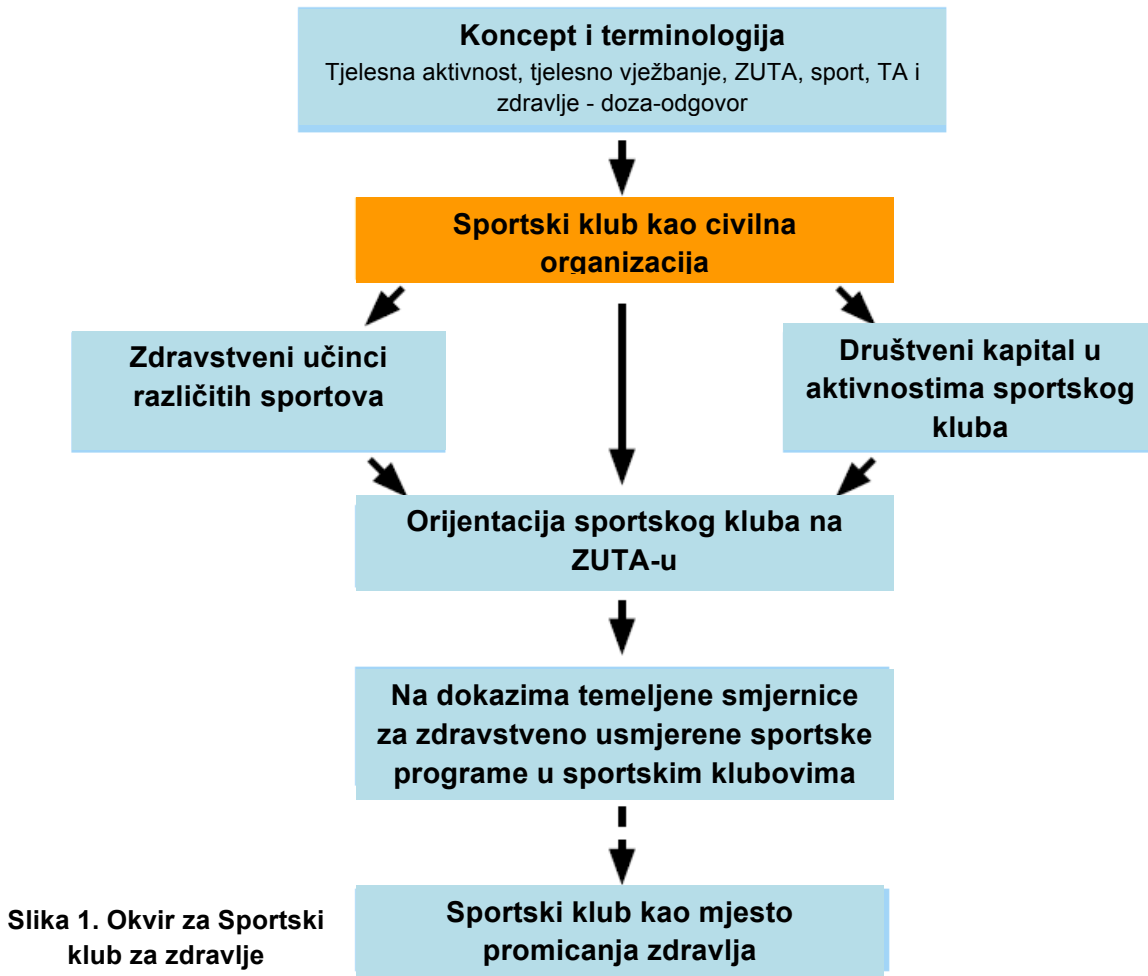 Koncept i terminologija
Tjelesna aktivnost, tjelesno vježbanje, ZUTA, sport, TA i
zdravlje - doza-odgovor
Sportski klub kao civilna
organizacija
Zdravstveni učinci
različitih sportova
Društveni kapital u
aktivnostima sportskog
kluba
Orijentacija sportskog kluba na
ZUTA-u
Na dokazima temeljene smjernice
za zdravstveno usmjerene sportske
programe u sportskim klubovima
Sportski klub kao mjesto
promicanja zdravlja
Slika 1. Okvir za Sportski
klub za zdravlje